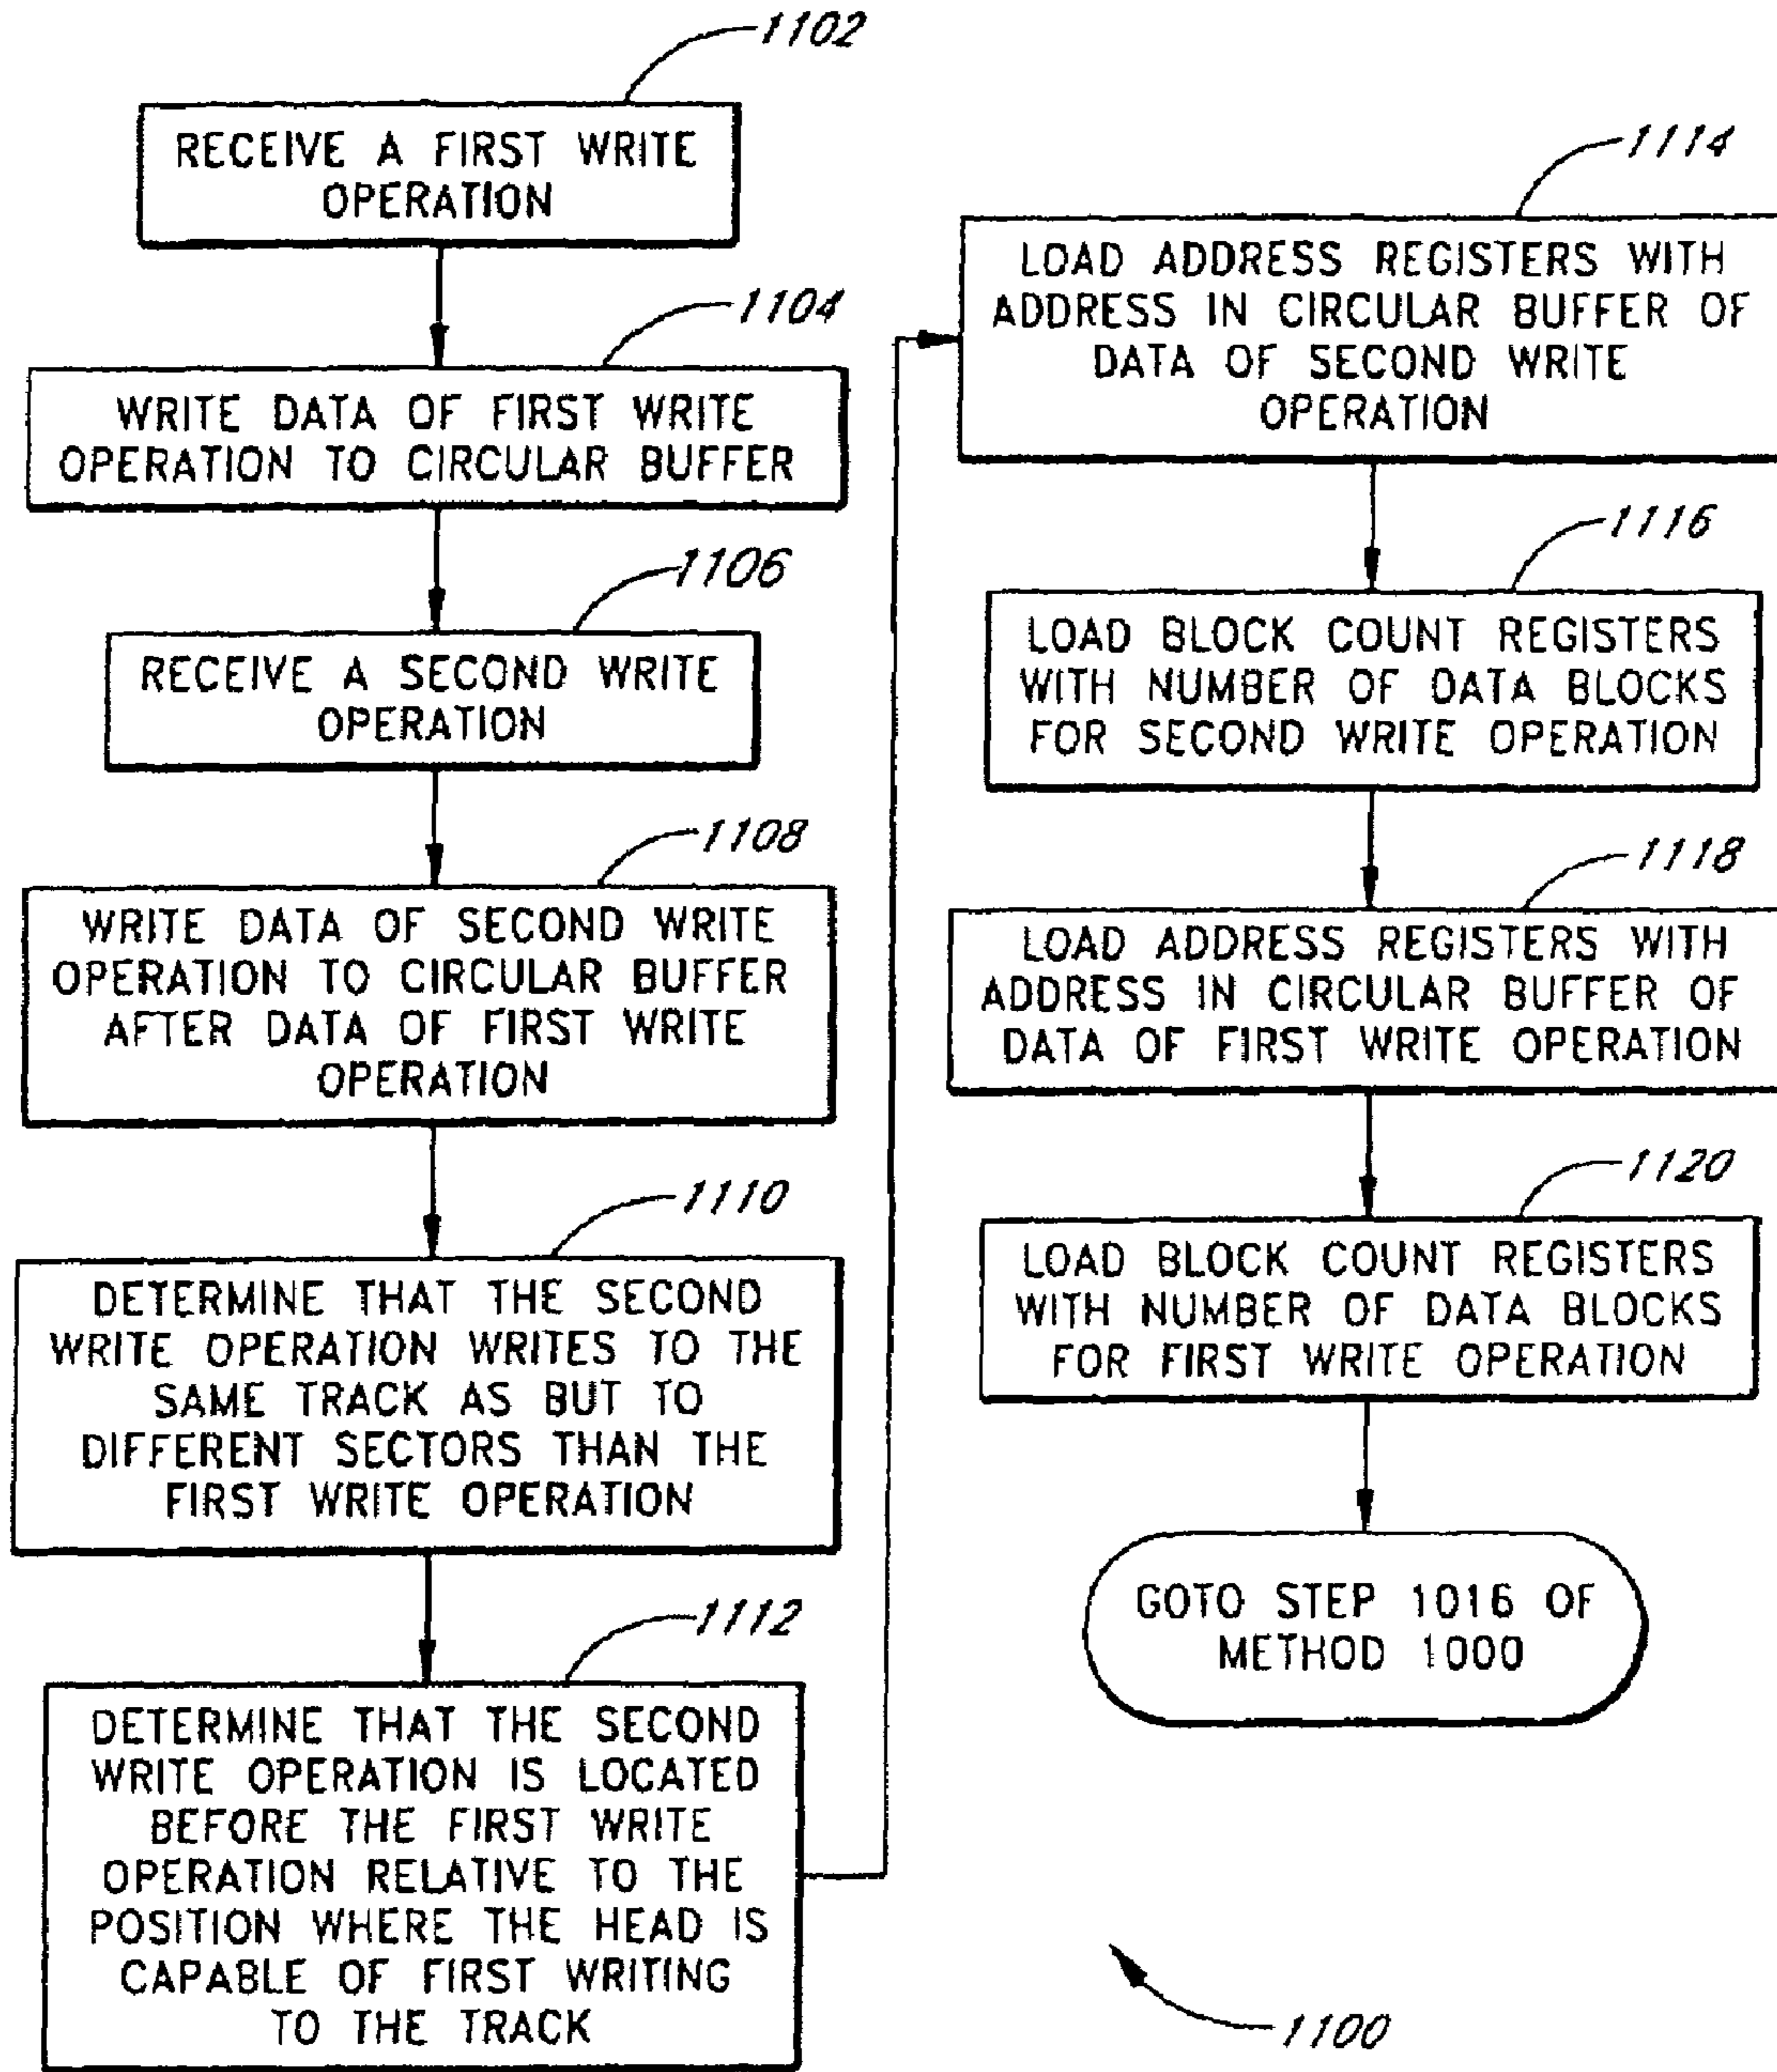 1102
RECEIVE A FIRST WRITE
OPERATION
1104
WRITE DATA OF FIRST WRITE
OPERATION TO CIRCULAR BUFFER
1106
RECEIVE A SECOND WRITE
OPERATION
1108
WRITE DATA OF SECOND WRITE
OPERATION TO CIRCULAR BUFFER
AFTER DATA OF FIRST WRITE
OPERATION
1110
DETERMINE THAT THE SECOND
WRITE OPERATION WRITES TO THE
SAME TRACK AS BUT TO
DIFFERENT SECTORS THAN THE
FIRST WRITE OPERATION
1112
DETERMINE THAT THE SECOND
WRITE OPERATION IS LOCATED
BEFORE THE FIRST WRITE
OPERATION RELATIVE TO THE
POSITION WHERE THE HEAD IS
CAPABLE OF FIRST WRITING
TO THE TRACK
1114
LOAD ADDRESS REGISTERS WITH
ADDRESS IN CIRCULAR BUFFER OF
DATA OF SECOND WRITE
OPERATION
1116
LOAD BLOCK COUNT REGISTERS
WITH NUMBER OF DATA BLOCKS
FOR SECOND WRITE OPERATION
1118
LOAD ADDRESS REGISTERS WITH
ADDRESS IN CIRCULAR BUFFER OF
DATA OF FIRST WRITE OPERATION
1120
LOAD BLOCK COUNT REGISTERS
WITH NUMBER OF DATA BLOCKS
FOR FIRST WRITE OPERATION
GOTO STEP 1016 OF
METHOD 1000
1100